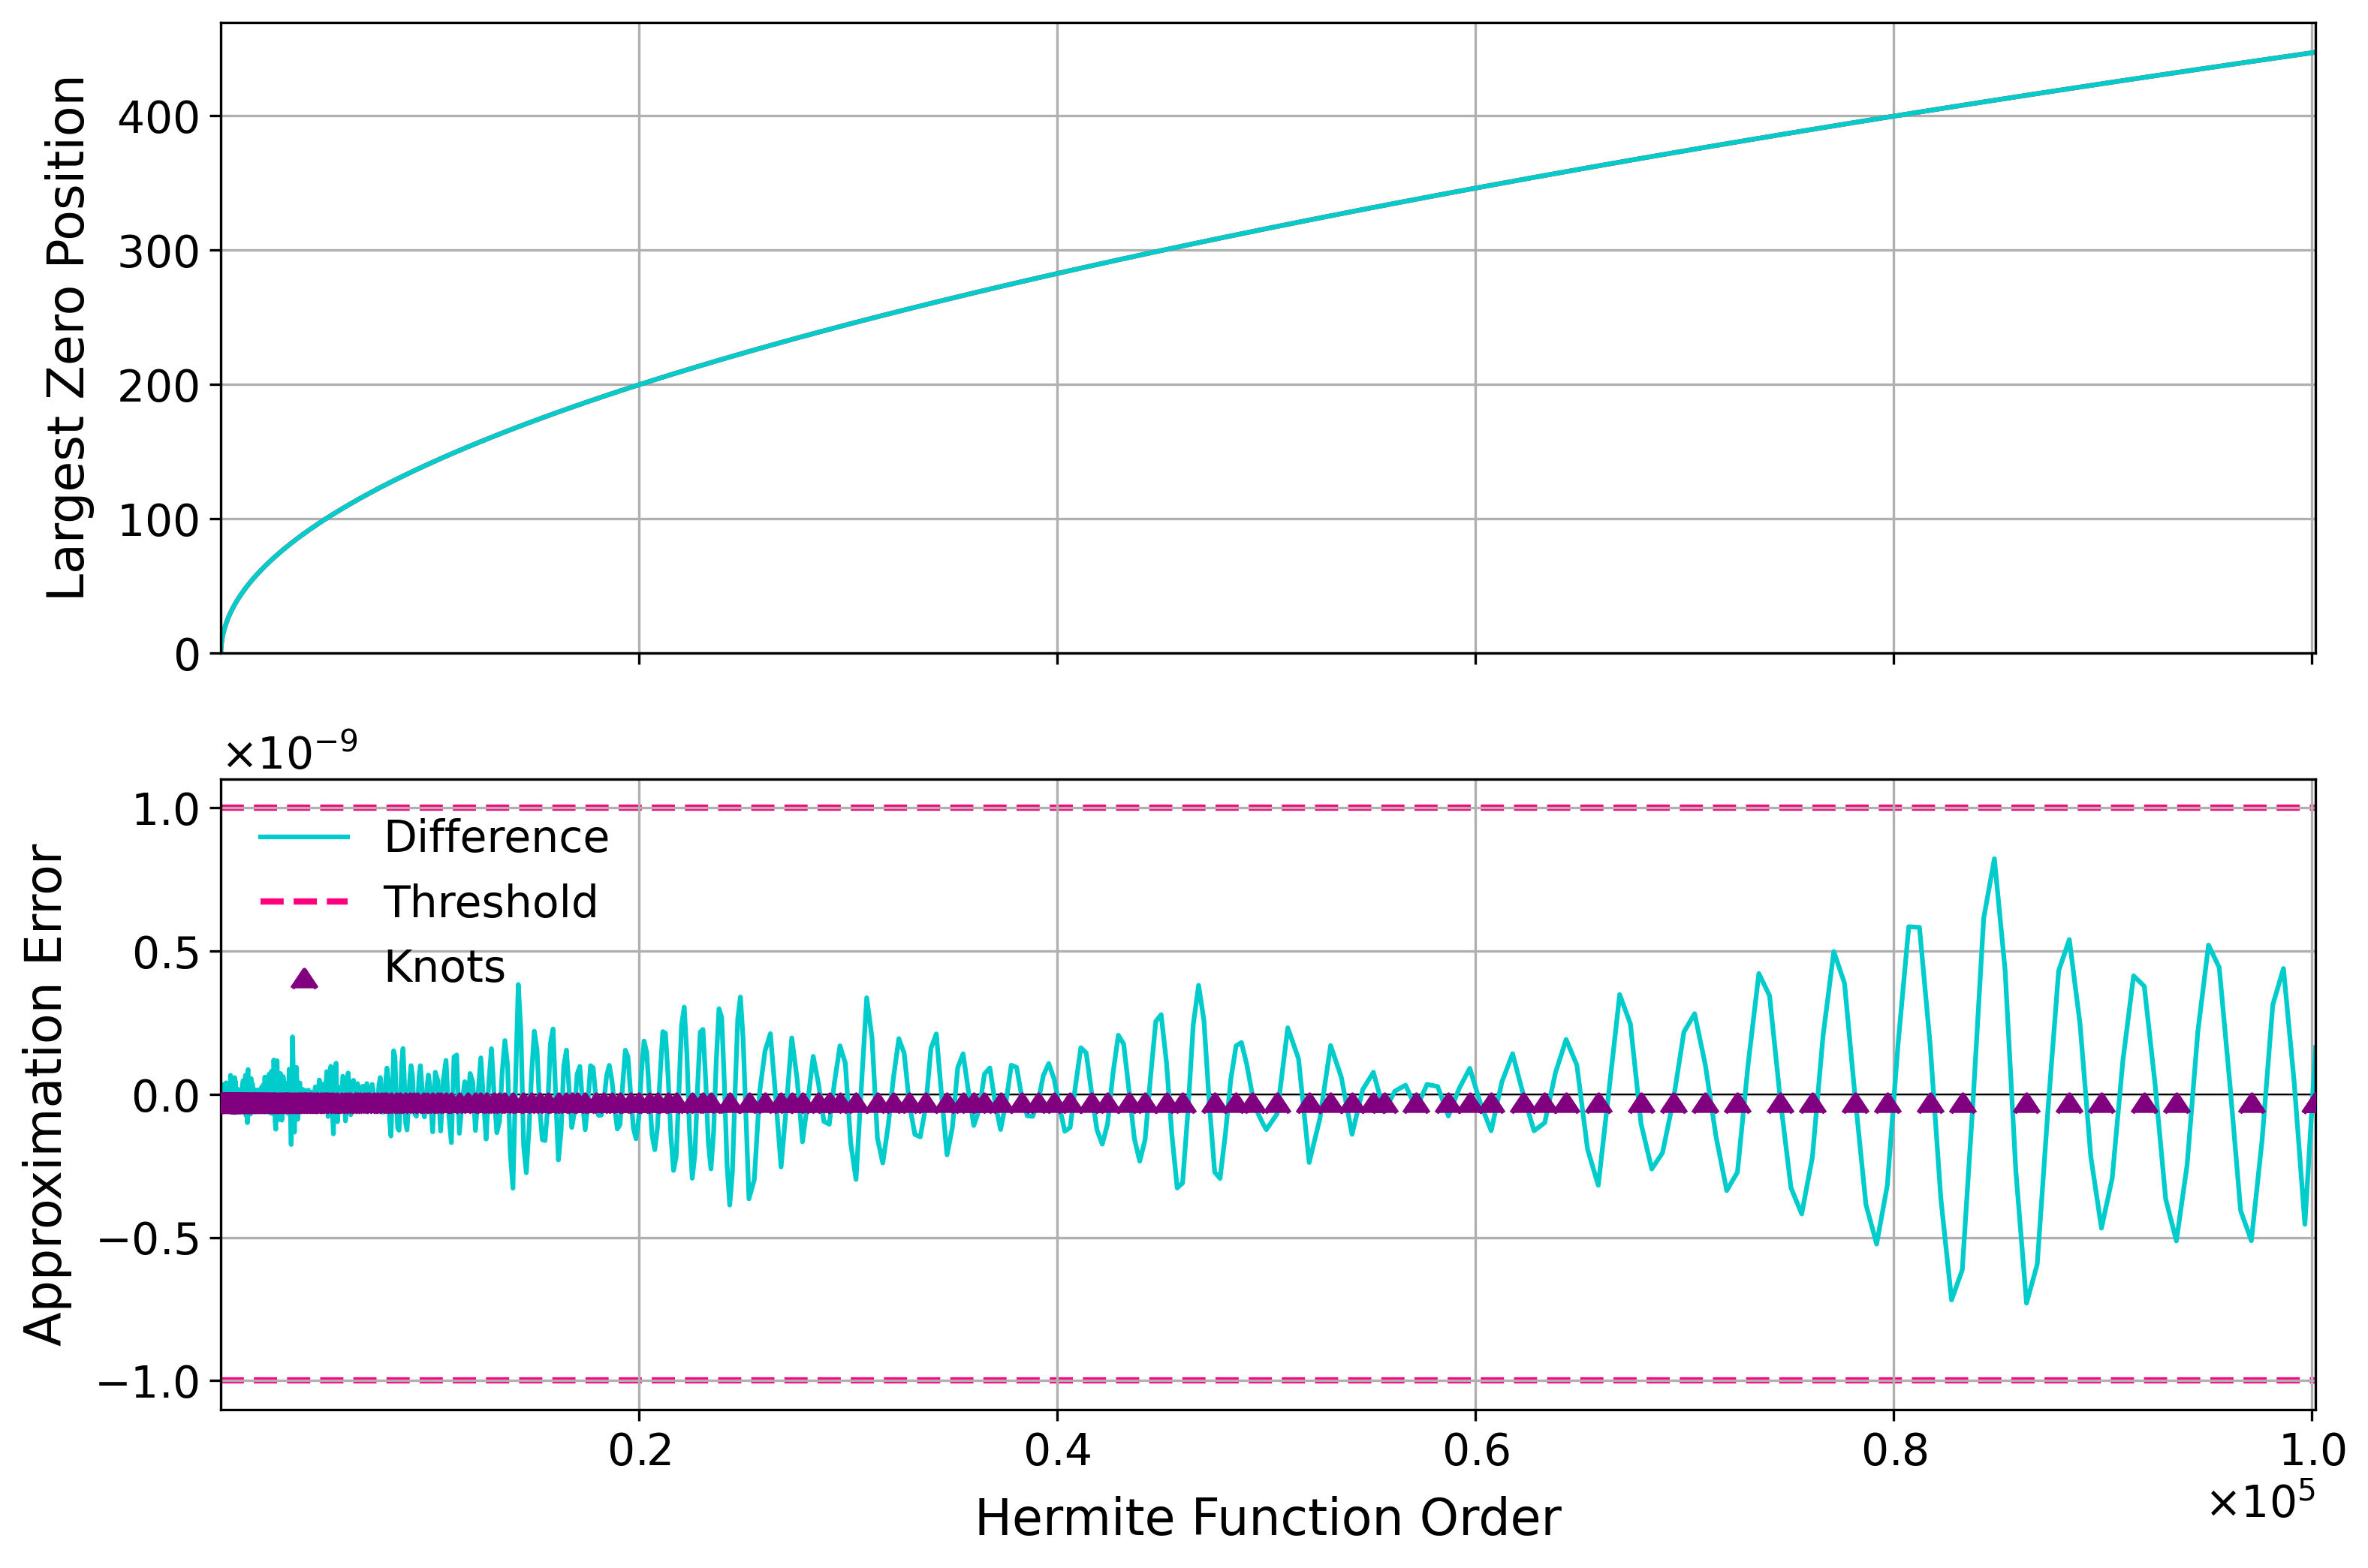 Largest Zero Position
400
300
200
100
0
×10⁻⁹
Approximation Error
1.0
0.5
0.0
−0.5
−1.0
Difference
Threshold
Knots
0.2 0.4 0.6 0.8 1.0
×10⁵
Hermite Function Order